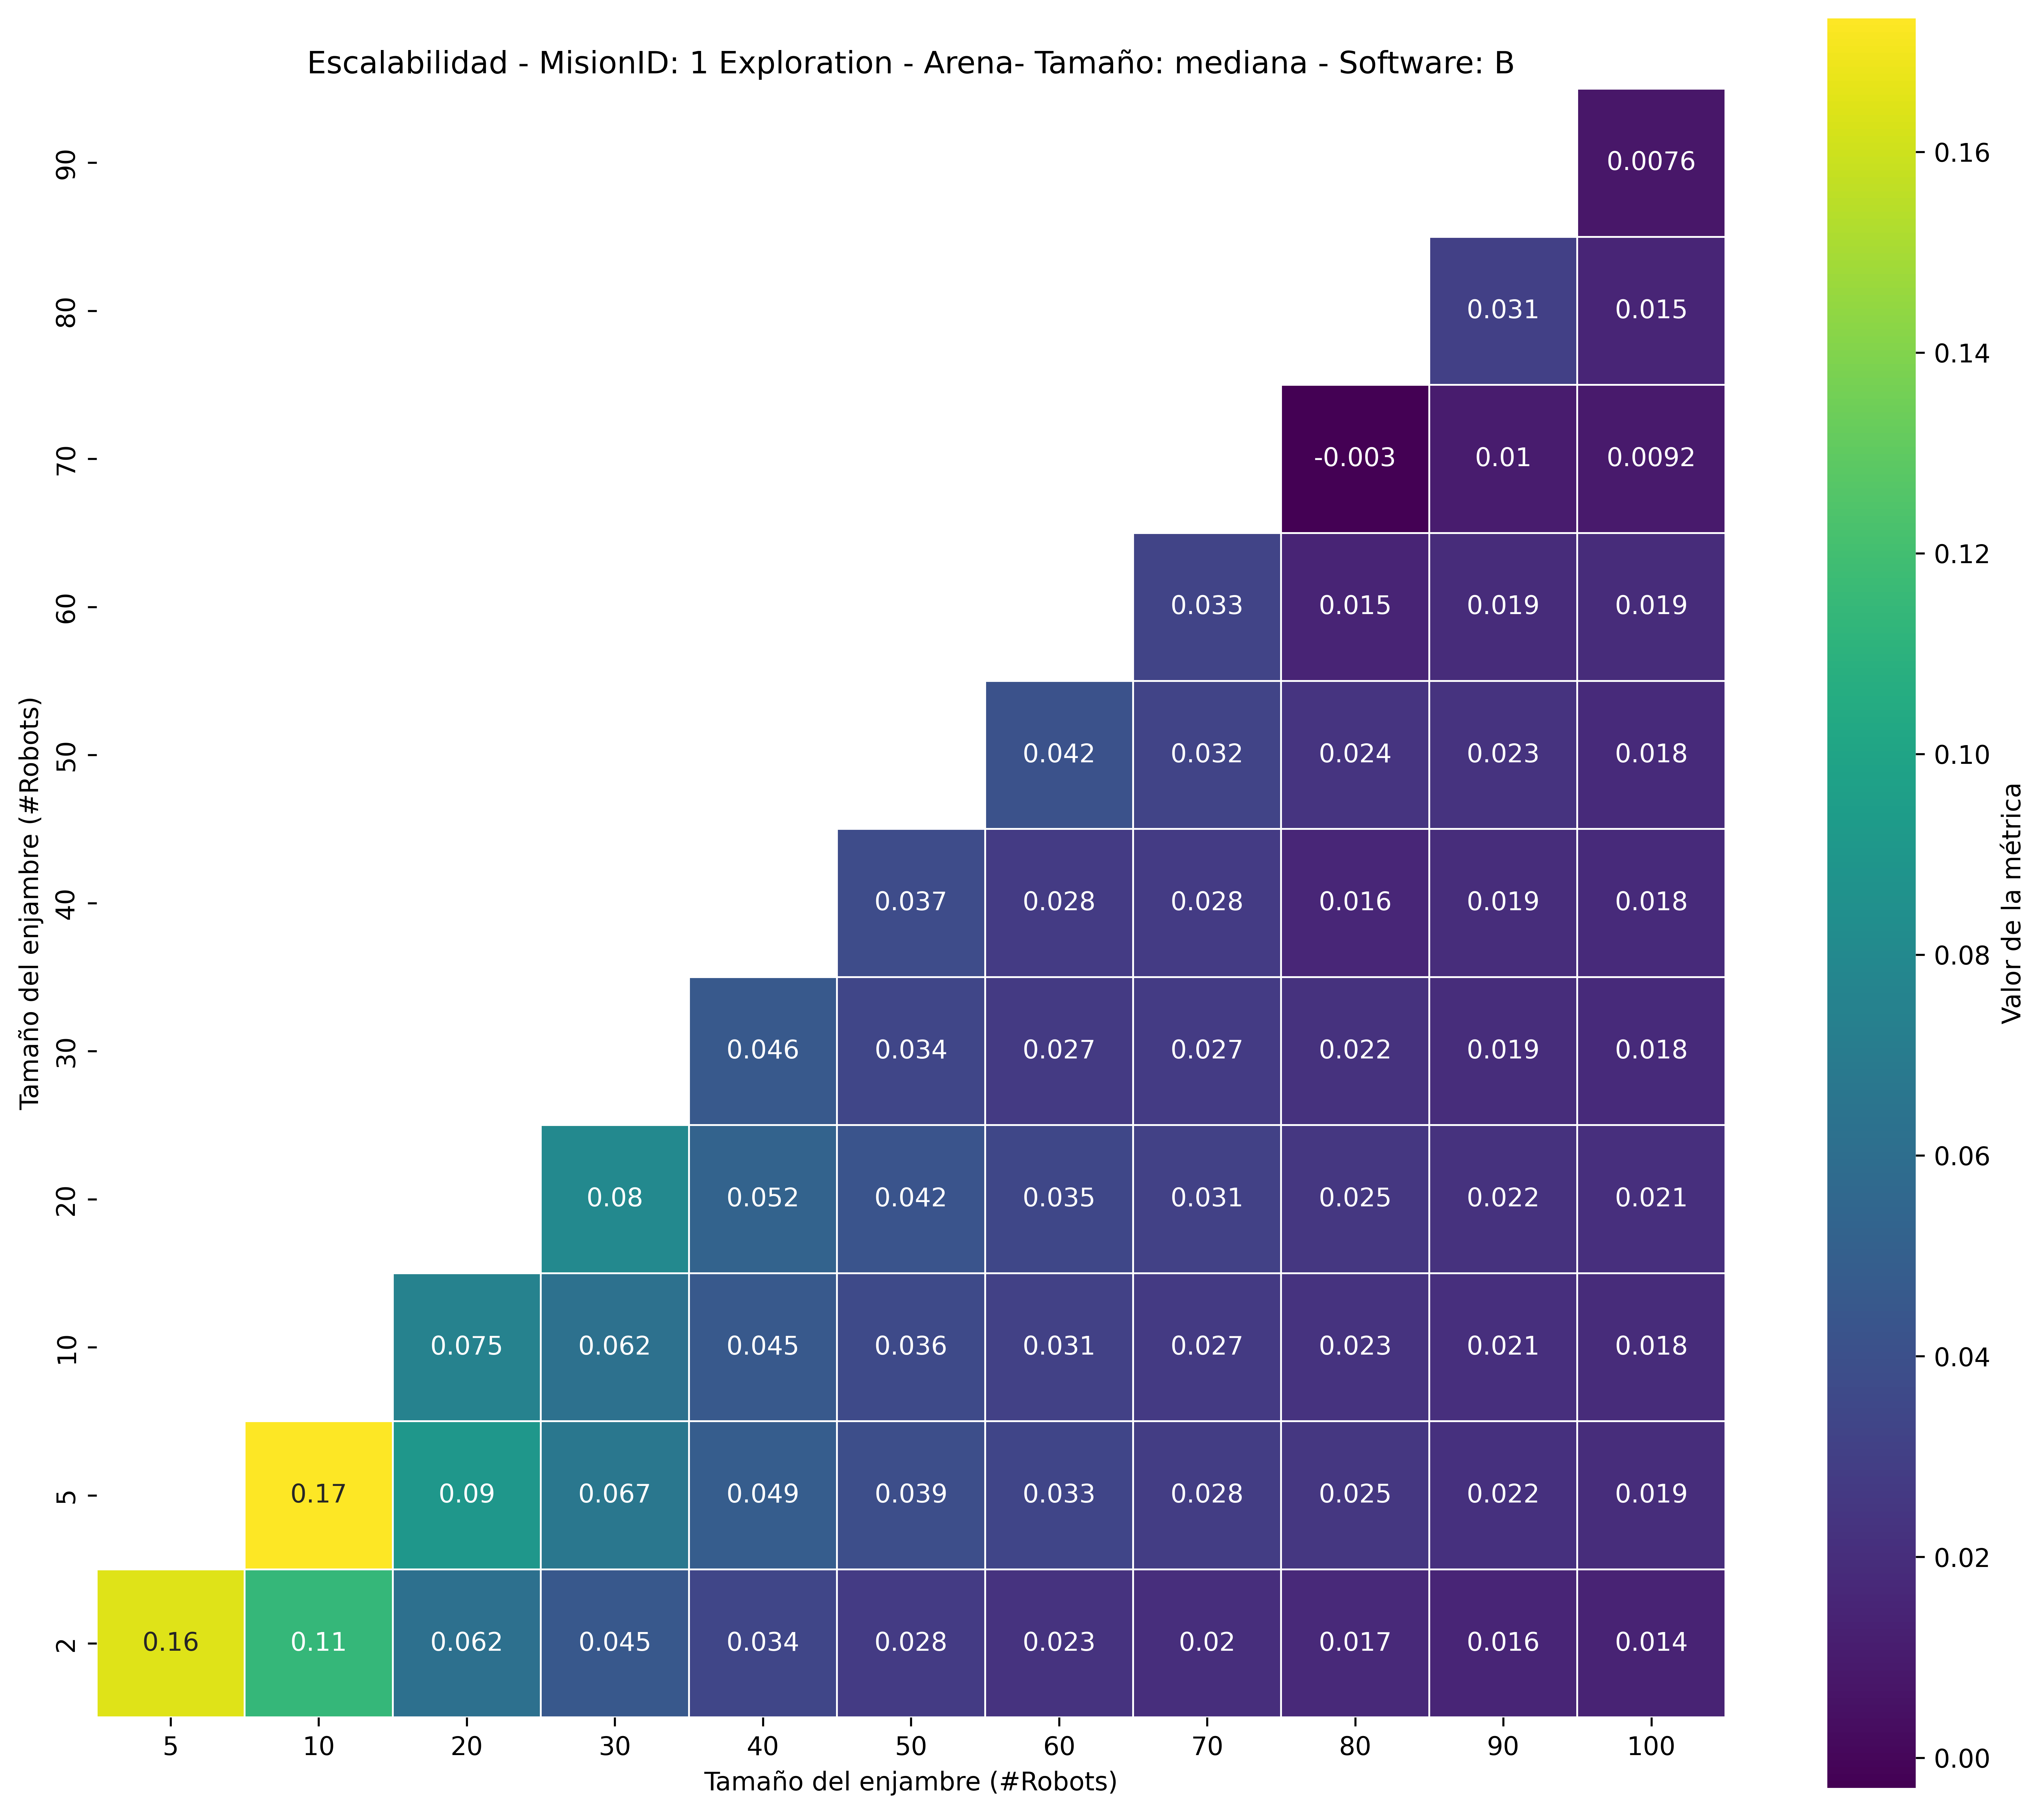 Escalabilidad - MisionID: 1 Exploration - Arena- Tamaño: mediana - Software: B
90 0.0076
80 0.031 0.015
70 -0.003 0.01 0.0092
60 0.033 0.015 0.019 0.019
50 0.042 0.032 0.024 0.023 0.018
40 0.037 0.028 0.028 0.016 0.019 0.018
30 0.046 0.034 0.027 0.027 0.022 0.019 0.018
20 0.08 0.052 0.042 0.035 0.031 0.025 0.022 0.021
10 0.075 0.062 0.045 0.036 0.031 0.027 0.023 0.021 0.018
5 0.17 0.09 0.067 0.049 0.039 0.033 0.028 0.025 0.022 0.019
2 0.16 0.11 0.062 0.045 0.034 0.028 0.023 0.02 0.017 0.016 0.014
5 10 20 30 40 50 60 70 80 90 100
Tamaño del enjambre (#Robots)
Tamaño del enjambre (#Robots)
0.16
0.14
0.12
0.10
0.08
0.06
0.04
0.02
0.00
Valor de la métrica